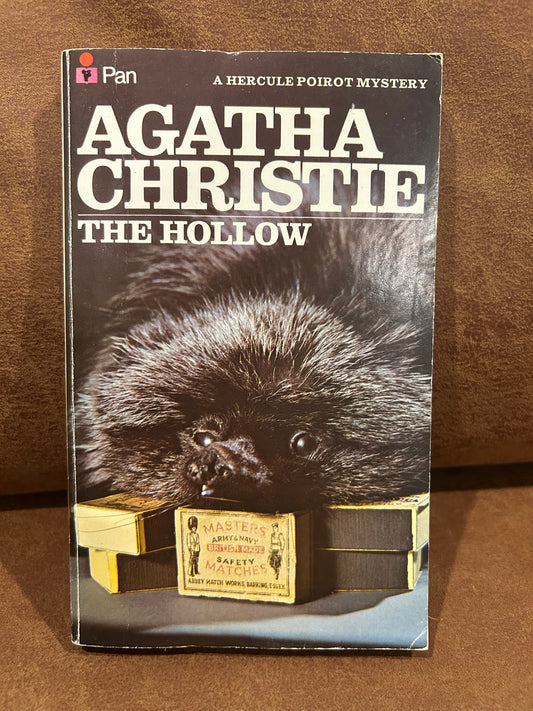 Pan
A HERCULE POIROT MYSTERY
AGATHA
CHRISTIE
THE HOLLOW
MASTERS
ARMY & NAVY
BRITISH MADE
SAFETY
MATCHES
ABBEY MATCH WORKS, BARKING, ESSEX